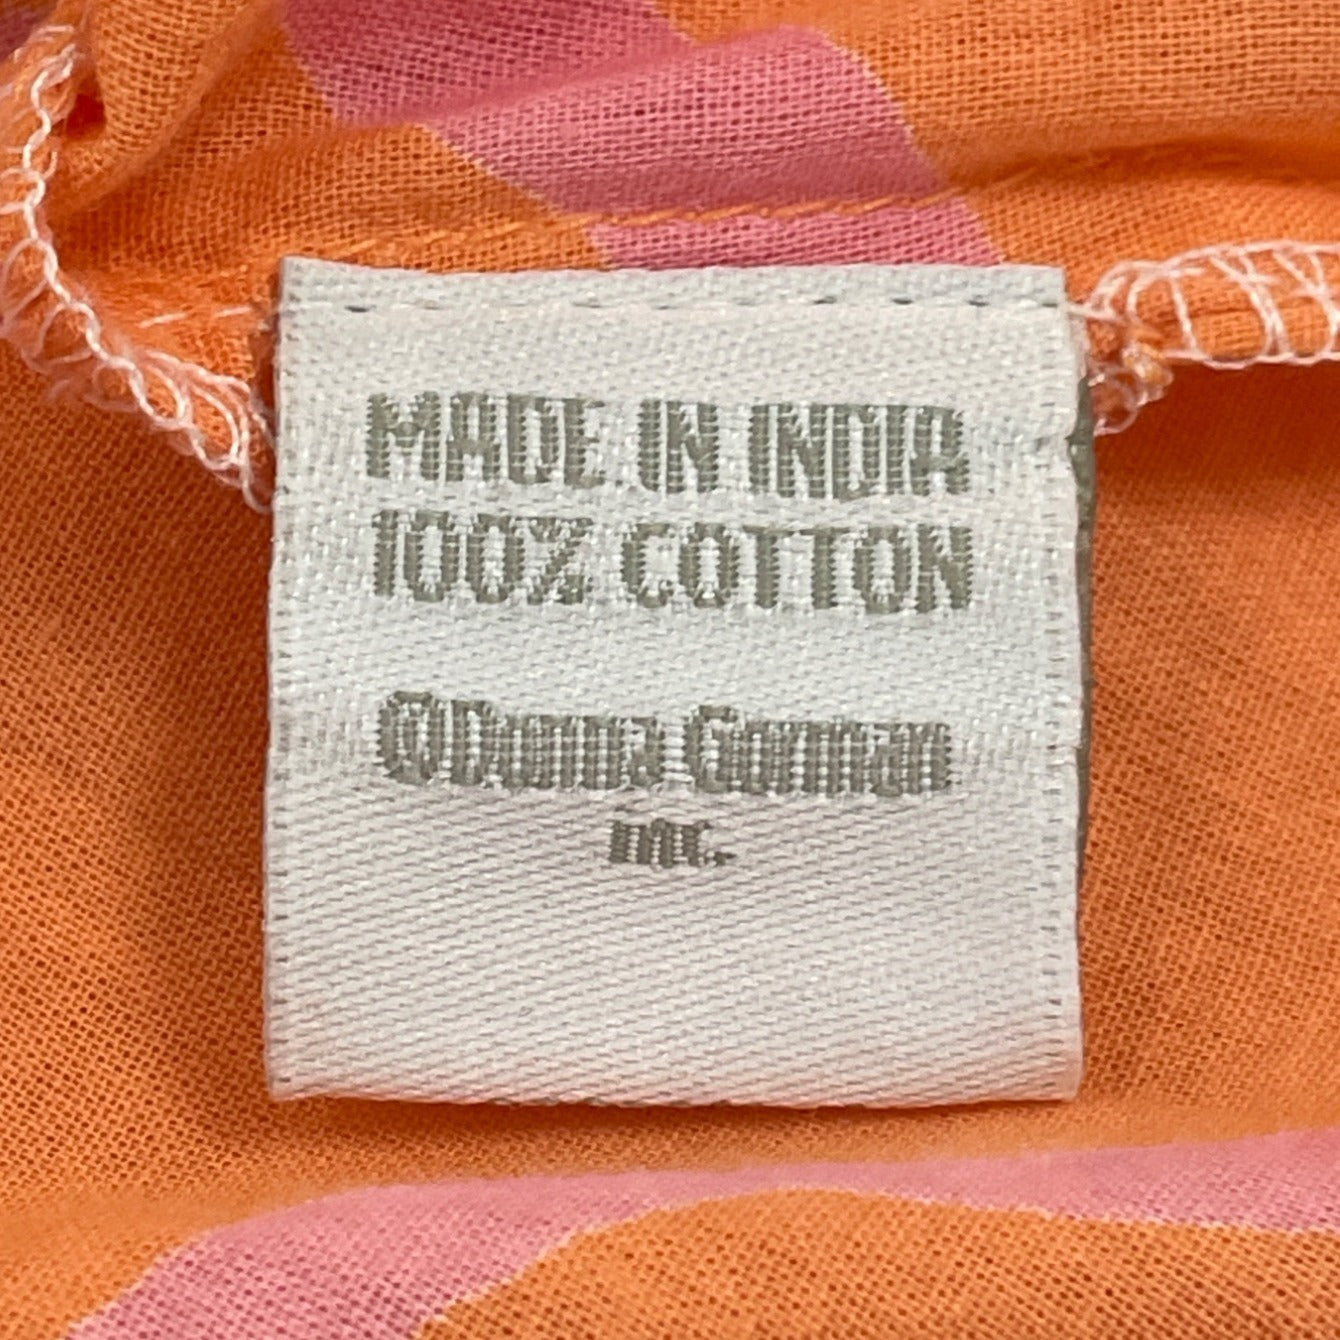 MADE IN INDIA
100% COTTON
©Donna Gorman
inc.